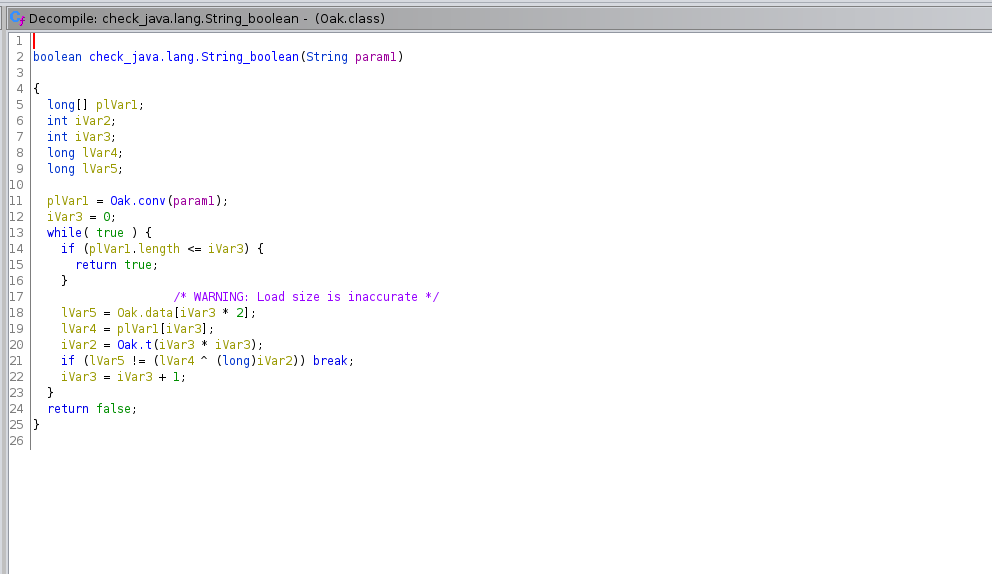 Decompile: check_java.lang.String_boolean - (Oak.class)
1
2 boolean check_java.lang.String_boolean(String param1)
3
4 {
5   long[] plVar1;
6   int iVar2;
7   int iVar3;
8   long lVar4;
9   long lVar5;
10
11   plVar1 = Oak.conv(param1);
12   iVar3 = 0;
13   while( true ) {
14     if (plVar1.length <= iVar3) {
15       return true;
16     }
17                     /* WARNING: Load size is inaccurate */
18     lVar5 = Oak.data[iVar3 * 2];
19     lVar4 = plVar1[iVar3];
20     iVar2 = Oak.t(iVar3 * iVar3);
21     if (lVar5 != (lVar4 ^ (long)iVar2)) break;
22     iVar3 = iVar3 + 1;
23   }
24   return false;
25 }
26